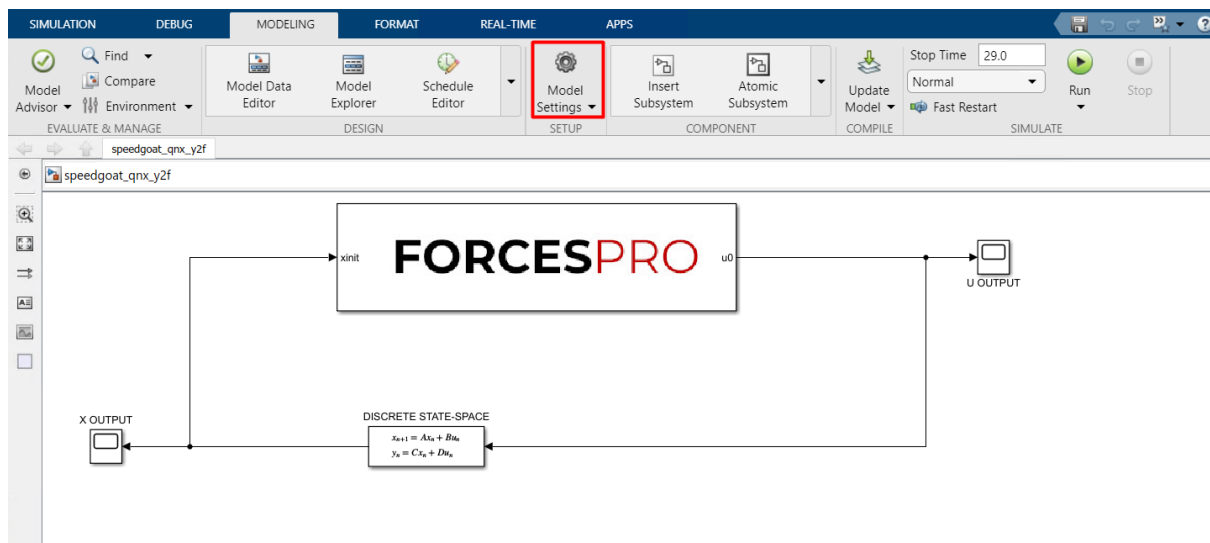 SIMULATION DEBUG MODELING FORMAT REAL-TIME APPS
Model Advisor
Find
Compare
Environment
EVALUATE & MANAGE
Model Data Editor
Model Explorer
Schedule Editor
DESIGN
Model Settings
SETUP
Insert Subsystem
Atomic Subsystem
COMPONENT
Update Model
COMPILE
Stop Time 29.0
Normal
Fast Restart
Run
Stop
SIMULATE
speedgoat_qnx_y2f
speedgoat_qnx_y2f
xinit FORCESPRO u0
U OUTPUT
X OUTPUT
DISCRETE STATE-SPACE
xₙ₊₁ = Axₙ + Buₙ
yₙ = Cxₙ + Duₙ